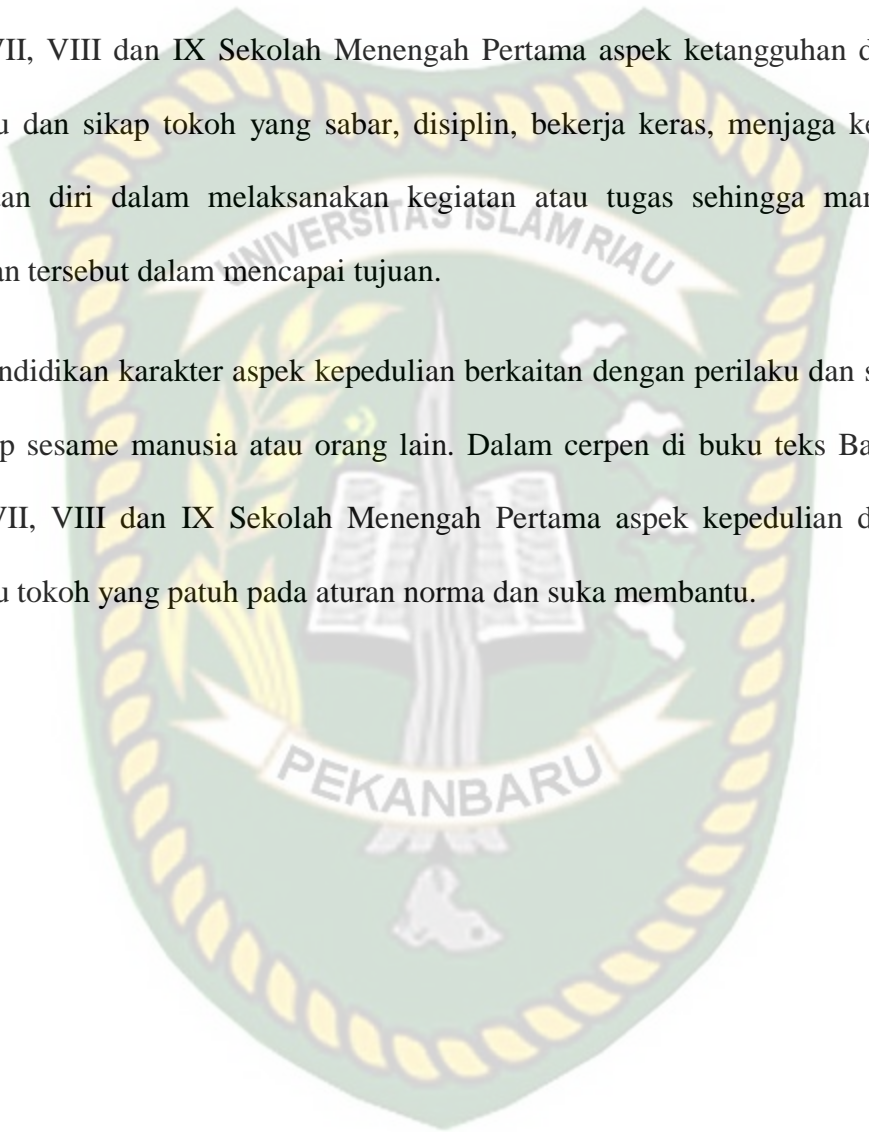 VII, VIII dan IX Sekolah Menengah Pertama aspek ketangguhan d
u dan sikap tokoh yang sabar, disiplin, bekerja keras, menjaga ke
tan diri dalam melaksanakan kegiatan atau tugas sehingga mam
UNIVERSITAS ISLAM RIAU
an tersebut dalam mencapai tujuan.
ndidikan karakter aspek kepedulian berkaitan dengan perilaku dan s
p sesame manusia atau orang lain. Dalam cerpen di buku teks Ba
VII, VIII dan IX Sekolah Menengah Pertama aspek kepedulian d
u tokoh yang patuh pada aturan norma dan suka membantu.
PEKANBARU